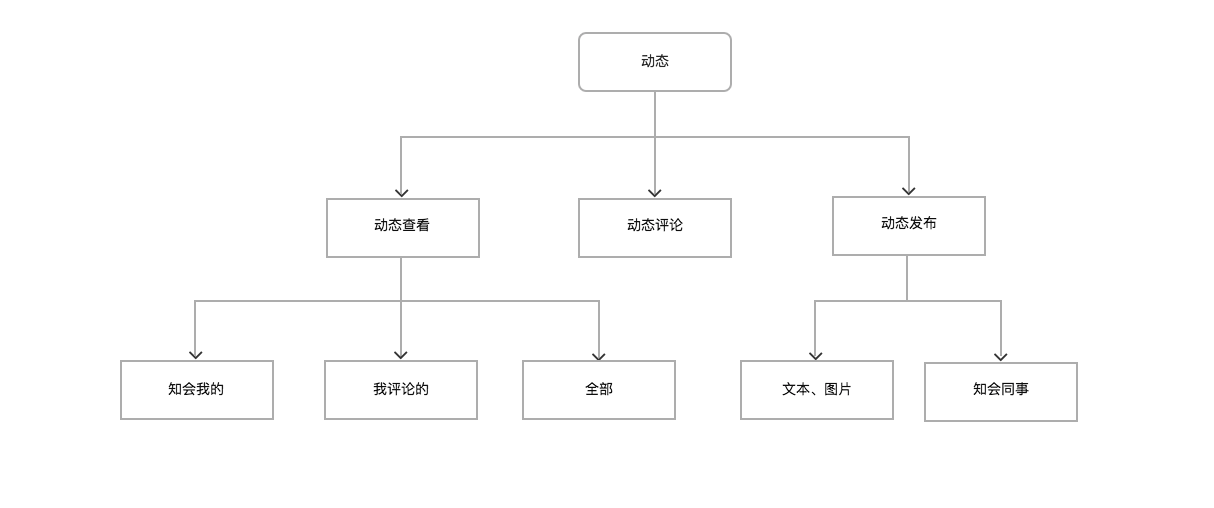 动态
动态查看
动态评论
动态发布
知会我的
我评论的
全部
文本、图片
知会同事